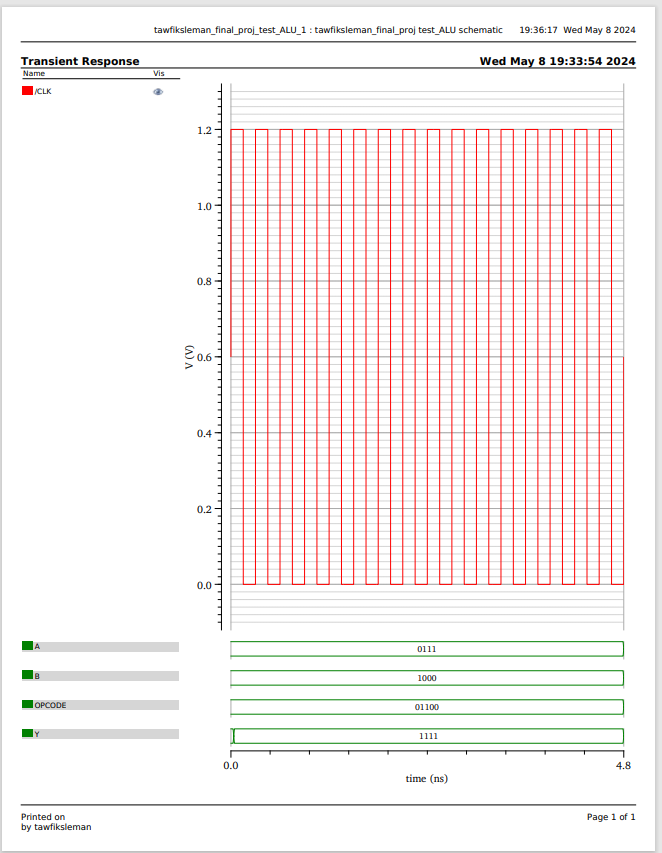 tawfiksleman_final_proj_test_ALU_1 : tawfiksleman_final_proj test_ALU schematic 19:36:17 Wed May 8 2024
Transient Response Wed May 8 19:33:54 2024
Name Vis
/CLK
1.2
1.0
0.8
0.6
V (V)
0.4
0.2
0.0
A 0111
B 1000
OPCODE 01100
Y 1111
0.0 4.8
time (ns)
Printed on Page 1 of 1
by tawfiksleman